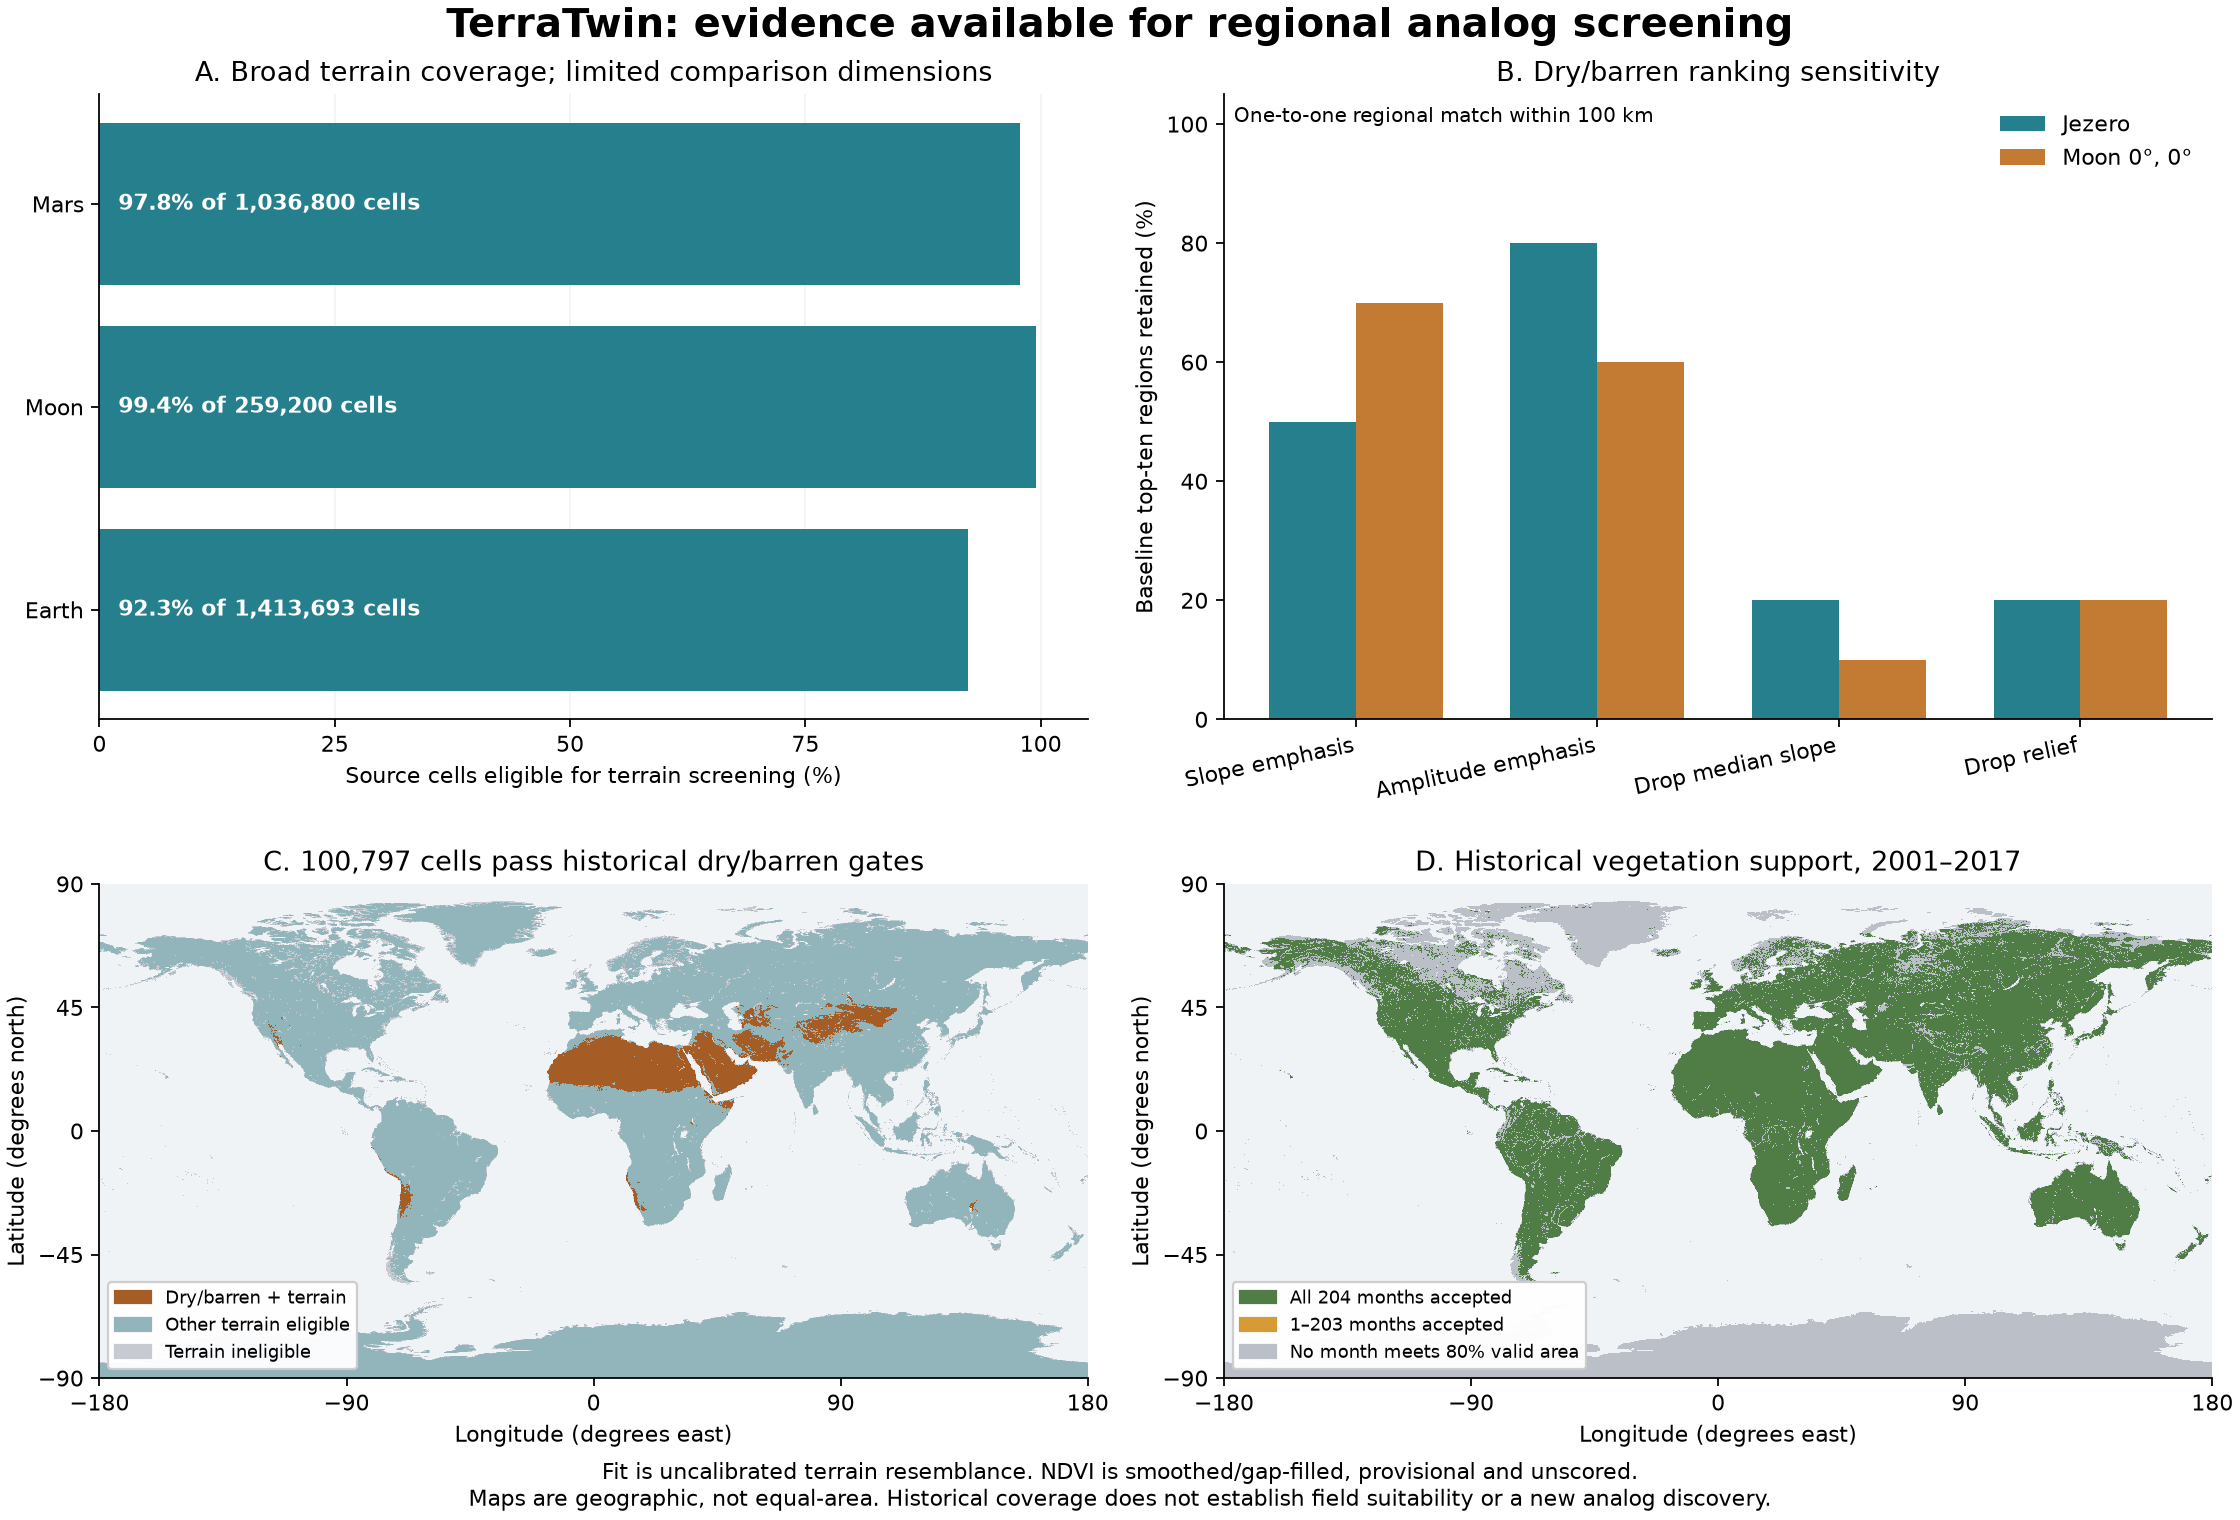 TerraTwin: evidence available for regional analog screening
A. Broad terrain coverage; limited comparison dimensions
Mars
97.8% of 1,036,800 cells
Moon
99.4% of 259,200 cells
Earth
92.3% of 1,413,693 cells
0
25
50
75
100
Source cells eligible for terrain screening (%)
B. Dry/barren ranking sensitivity
One-to-one regional match within 100 km
Jezero
Moon 0°, 0°
Baseline top-ten regions retained (%)
100
80
60
40
20
0
Slope emphasis
Amplitude emphasis
Drop median slope
Drop relief
C. 100,797 cells pass historical dry/barren gates
Latitude (degrees north)
90
45
0
−45
−90
Dry/barren + terrain
Other terrain eligible
Terrain ineligible
−180
−90
0
90
180
Longitude (degrees east)
D. Historical vegetation support, 2001–2017
Latitude (degrees north)
90
45
0
−45
−90
All 204 months accepted
1–203 months accepted
No month meets 80% valid area
−180
−90
0
90
180
Longitude (degrees east)
Fit is uncalibrated terrain resemblance. NDVI is smoothed/gap-filled, provisional and unscored.
Maps are geographic, not equal-area. Historical coverage does not establish field suitability or a new analog discovery.